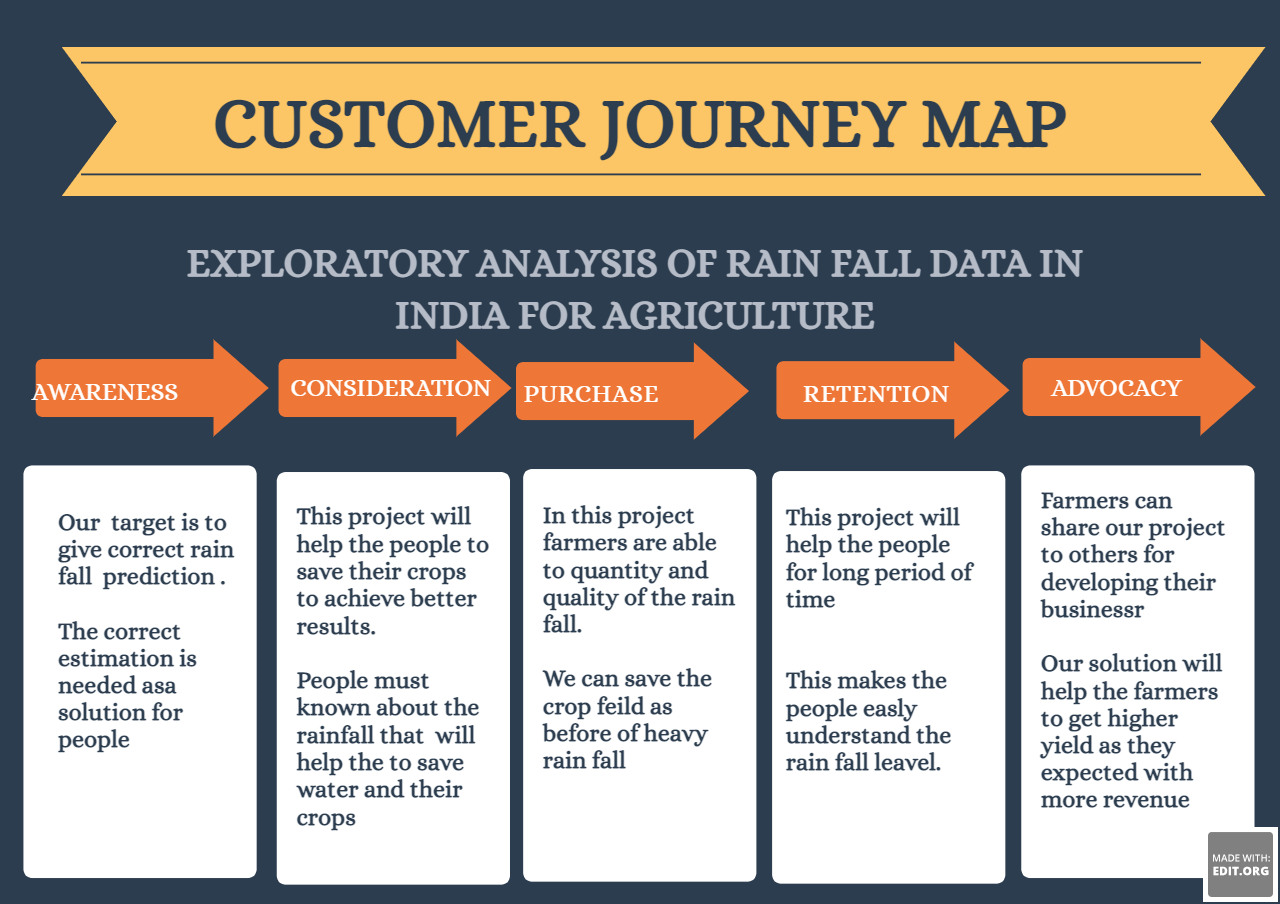 CUSTOMER JOURNEY MAP
EXPLORATORY ANALYSIS OF RAIN FALL DATA IN
INDIA FOR AGRICULTURE
AWARENESS
CONSIDERATION
PURCHASE
RETENTION
ADVOCACY
Our target is to
give correct rain
fall prediction .
The correct
estimation is
needed asa
solution for
people
This project will
help the people to
save their crops
to achieve better
results.
People must
known about the
rainfall that will
help the to save
water and their
crops
In this project
farmers are able
to quantity and
quality of the rain
fall.
We can save the
crop feild as
before of heavy
rain fall
This project will
help the people
for long period of
time
This makes the
people easly
understand the
rain fall leavel.
Farmers can
share our project
to others for
developing their
businessr
Our solution will
help the farmers
to get higher
yield as they
expected with
more revenue
MADE WITH:
EDIT.ORG